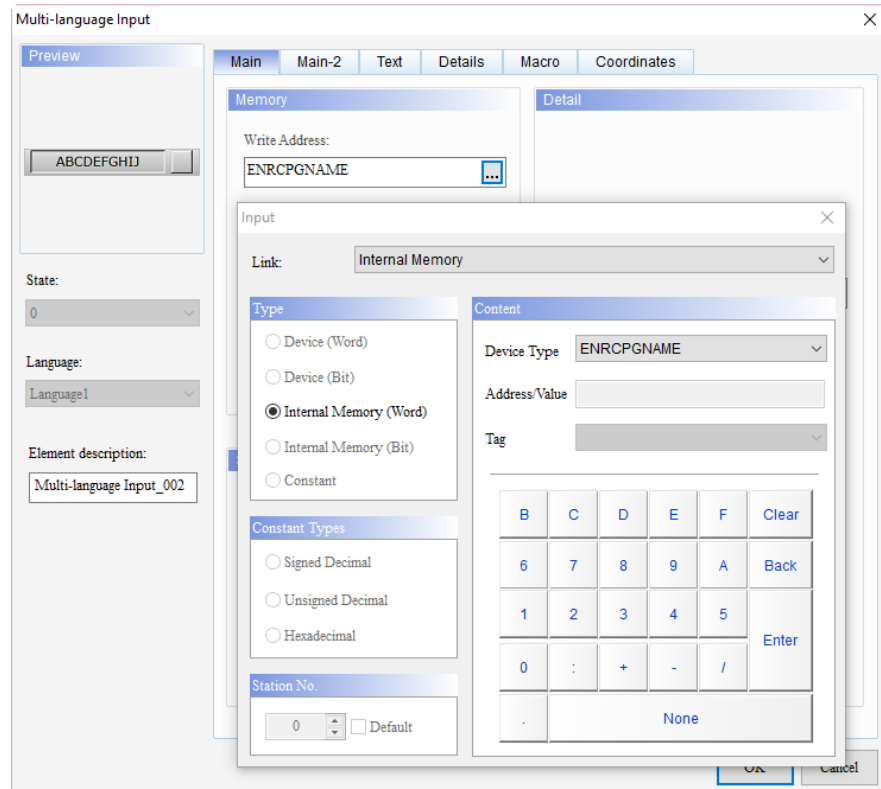 Multi-language Input
Preview
Main Main-2 Text Details Macro Coordinates
Memory
Detail
Write Address:
ABCDEFGHIJ
ENRCPGNAME
...
Input
Link: Internal Memory
State:
0
Type
Content
Device (Word)
Device Type ENRCPGNAME
Device (Bit)
Language:
Language1
Address/Value
Internal Memory (Word)
Tag
Internal Memory (Bit)
Element description:
Constant
Multi-language Input_002
B C D E F Clear
Constant Types
Signed Decimal
6 7 8 9 A Back
Unsigned Decimal
1 2 3 4 5
Enter
Hexadecimal
0 : + - /
Station No.
0 Default
. None
OK Cancel